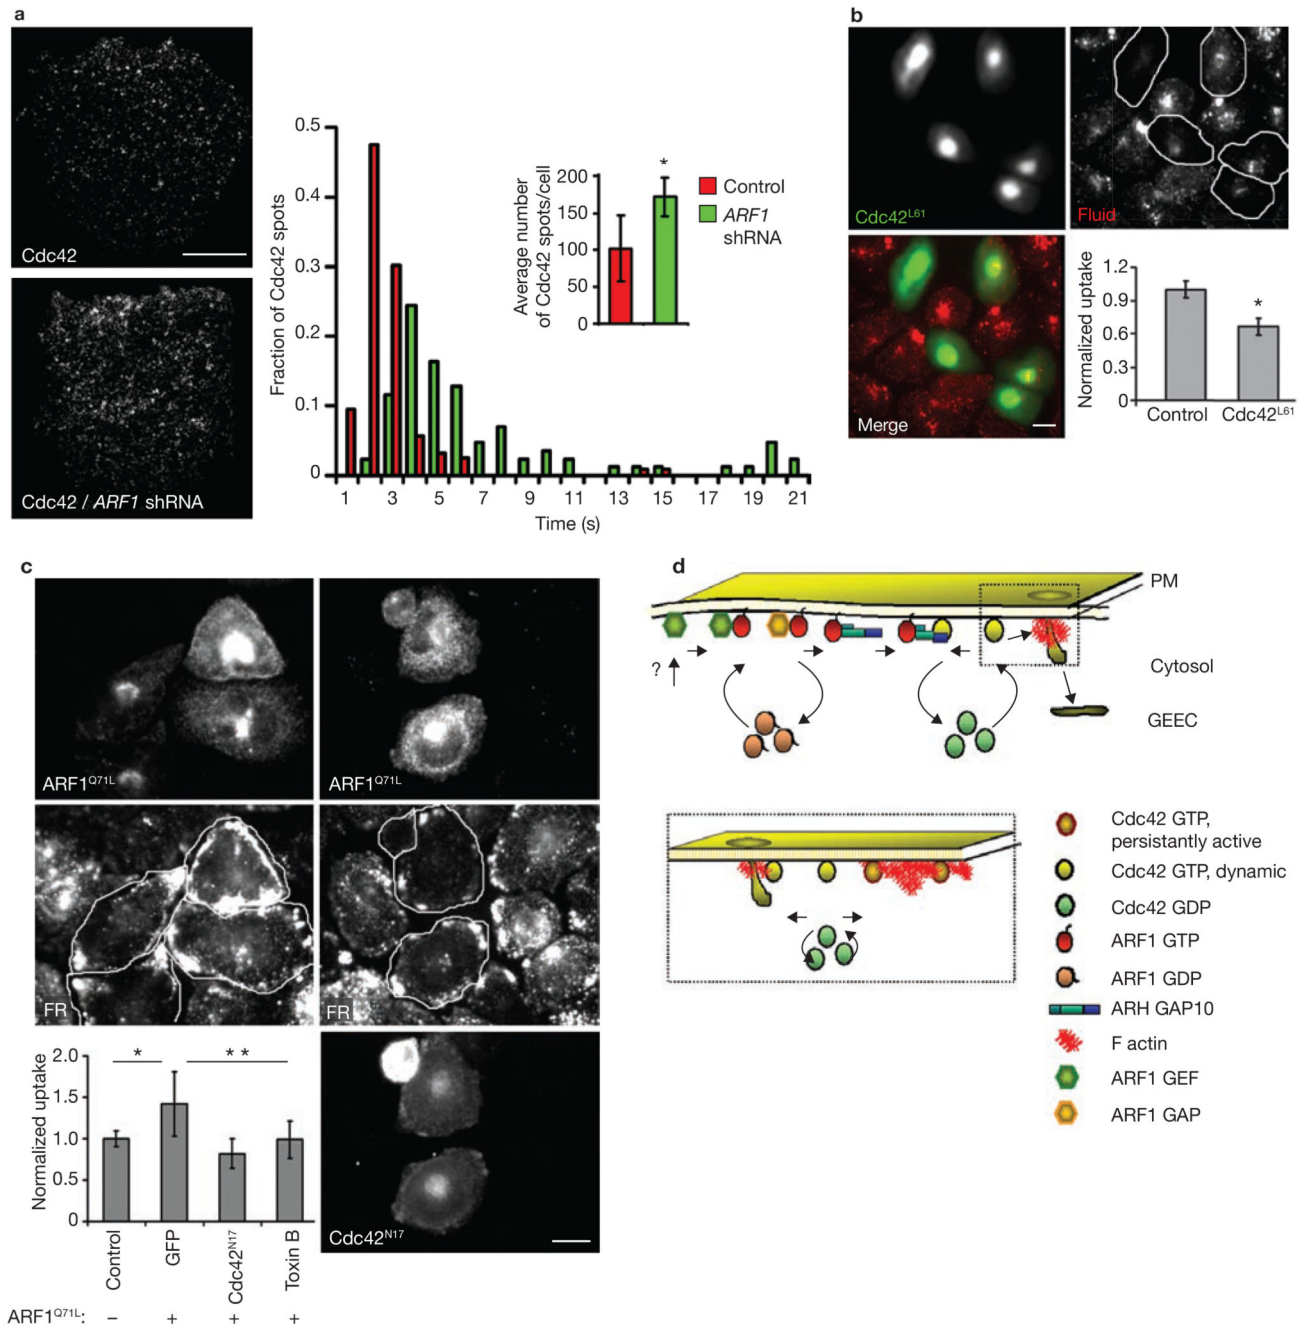 a
Cdc42
Cdc42 / ARF1 shRNA
Fraction of Cdc42 spots
0.5
0.4
0.3
0.2
0.1
0
1 3 5 7 9 11 13 15 17 19 21
Time (s)
Average number
of Cdc42 spots/cell
200
150
100
50
0
*
Control
ARF1
shRNA
b
Cdc42L61
Fluid
Merge
Normalized uptake
1.2
0.9
0.6
0.3
0
*
Control Cdc42L61
c
ARF1Q71L
ARF1Q71L
FR
FR
Cdc42N17
Normalized uptake
2.0
1.5
1.0
0.5
0
*
* *
Control
GFP
Cdc42N17
Toxin B
ARF1Q71L: – + + +
d
PM
?
Cytosol
GEEC
Cdc42 GTP,
persistantly active
Cdc42 GTP, dynamic
Cdc42 GDP
ARF1 GTP
ARF1 GDP
ARH GAP10
F actin
ARF1 GEF
ARF1 GAP